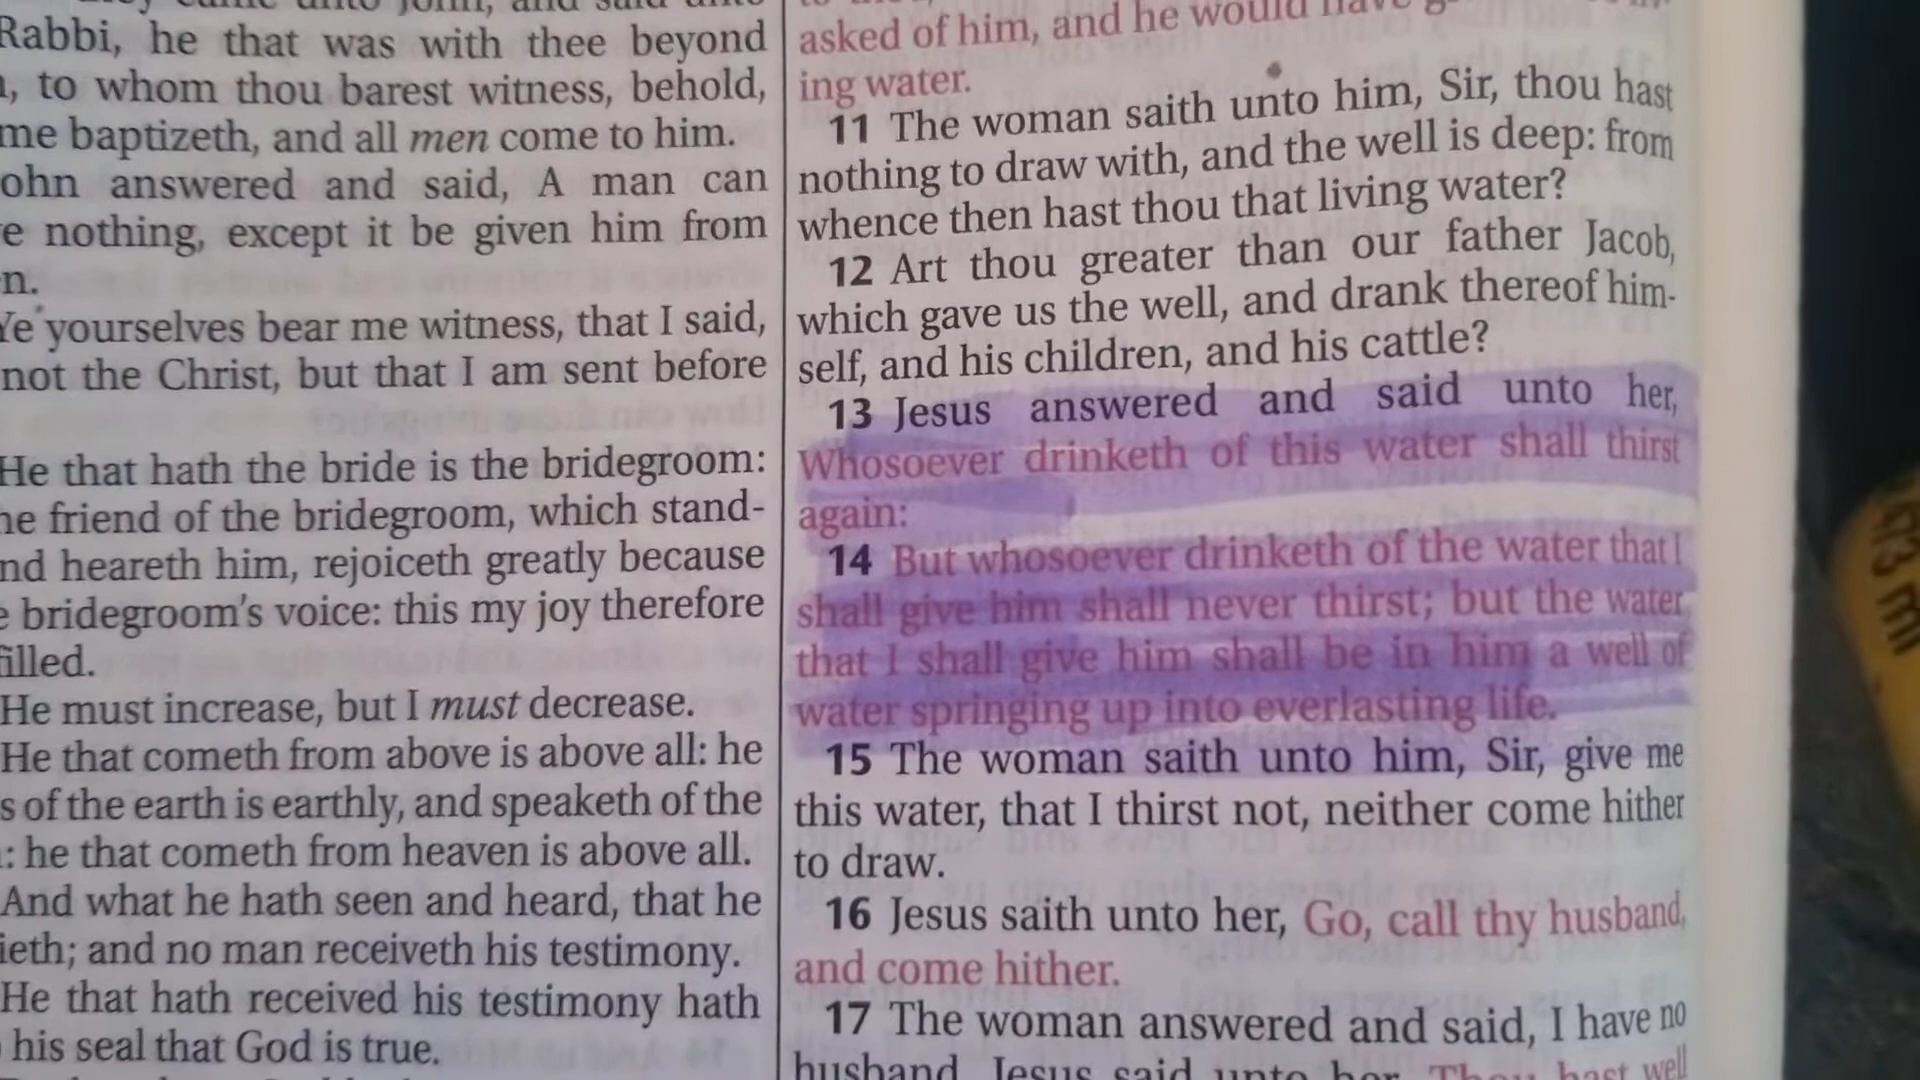 Rabbi, he that was with thee beyond
to whom thou barest witness, behold,
me baptizeth, and all men come to him.
ohn answered and said, A man can
e nothing, except it be given him from
n.
Ye yourselves bear me witness, that I said,
not the Christ, but that I am sent before
He that hath the bride is the bridegroom:
he friend of the bridegroom, which stand-
nd heareth him, rejoiceth greatly because
e bridegroom's voice: this my joy therefore
filled.
He must increase, but I must decrease.
He that cometh from above is above all: he
s of the earth is earthly, and speaketh of the
: he that cometh from heaven is above all.
And what he hath seen and heard, that he
ieth; and no man receiveth his testimony.
He that hath received his testimony hath
his seal that God is true.
asked of him, and he would have
ing water.
11 The woman saith unto him, Sir, thou hast
nothing to draw with, and the well is deep: from
whence then hast thou that living water?
12 Art thou greater than our father Jacob,
which gave us the well, and drank thereof him-
self, and his children, and his cattle?
13 Jesus answered and said unto her,
Whosoever drinketh of this water shall thirst
again:
14 But whosoever drinketh of the water that I
shall give him shall never thirst; but the water
that I shall give him shall be in him a well of
water springing up into everlasting life.
15 The woman saith unto him, Sir, give me
this water, that I thirst not, neither come hither
to draw.
16 Jesus saith unto her, Go, call thy husband,
and come hither.
17 The woman answered and said, I have no
husband. Jesus said unto her, Thou hast well
473 ml